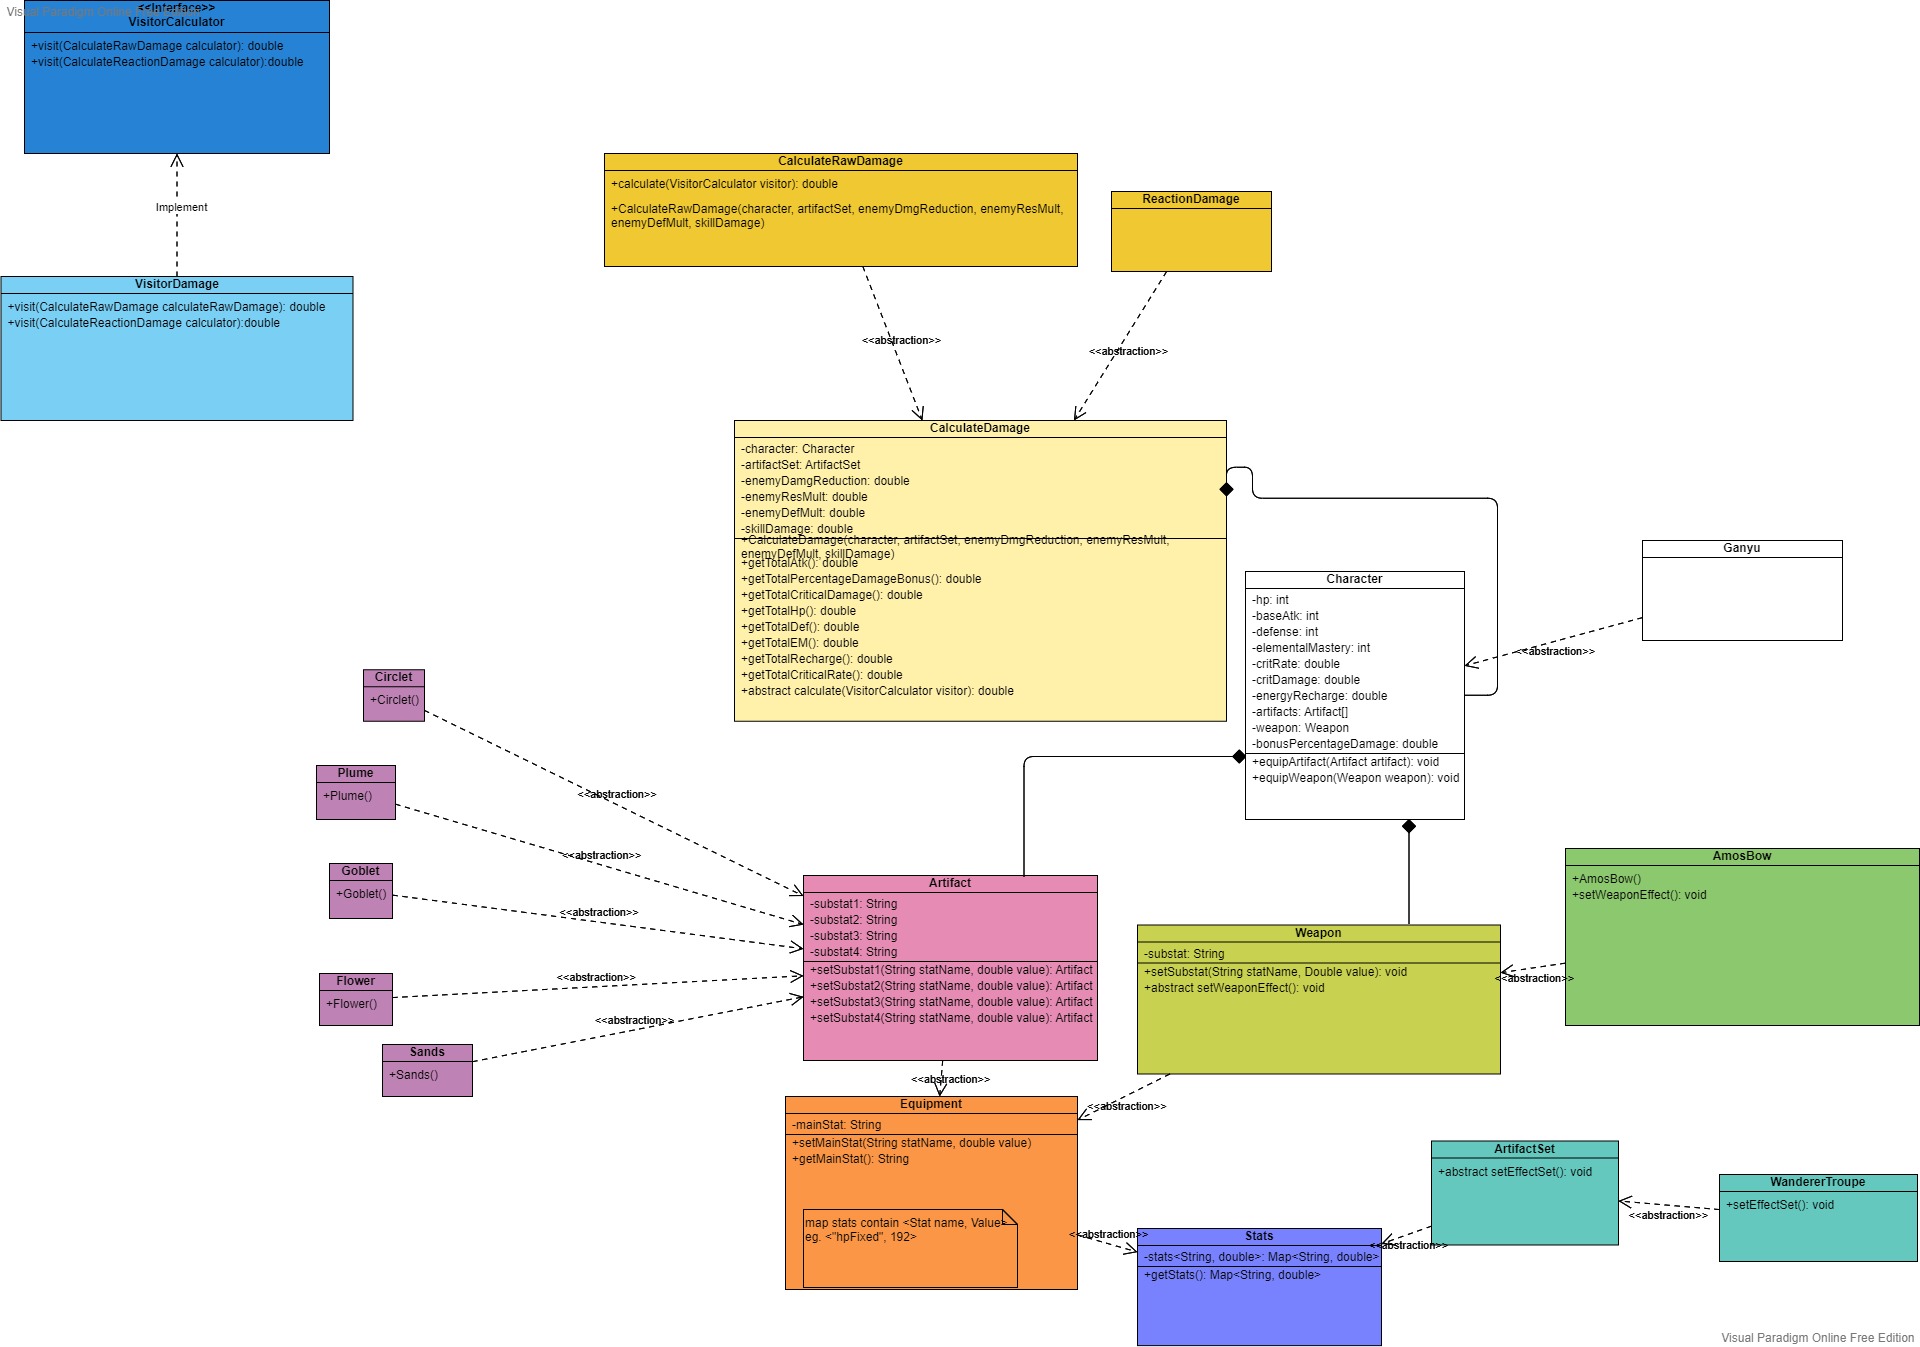 Visual Paradigm Online Free Edition
<<Interface>>
VisitorCalculator
+visit(CalculateRawDamage calculator): double
+visit(CalculateReactionDamage calculator):double
Implement
VisitorDamage
+visit(CalculateRawDamage calculateRawDamage): double
+visit(CalculateReactionDamage calculator):double
CalculateRawDamage
+calculate(VisitorCalculator visitor): double
+CalculateRawDamage(character, artifactSet, enemyDmgReduction, enemyResMult,
enemyDefMult, skillDamage)
ReactionDamage
<<abstraction>>
<<abstraction>>
CalculateDamage
-character: Character
-artifactSet: ArtifactSet
-enemyDamgReduction: double
-enemyResMult: double
-enemyDefMult: double
-skillDamage: double
+CalculateDamage(character, artifactSet, enemyDmgReduction, enemyResMult,
enemyDefMult, skillDamage)
+getTotalAtk(): double
+getTotalPercentageDamageBonus(): double
+getTotalCriticalDamage(): double
+getTotalHp(): double
+getTotalDef(): double
+getTotalEM(): double
+getTotalRecharge(): double
+getTotalCriticalRate(): double
+abstract calculate(VisitorCalculator visitor): double
Character
-hp: int
-baseAtk: int
-defense: int
-elementalMastery: int
-critRate: double
-critDamage: double
-energyRecharge: double
-artifacts: Artifact[]
-weapon: Weapon
-bonusPercentageDamage: double
+equipArtifact(Artifact artifact): void
+equipWeapon(Weapon weapon): void
Ganyu
<<abstraction>>
Circlet
+Circlet()
Plume
+Plume()
Goblet
+Goblet()
Flower
+Flower()
Sands
+Sands()
<<abstraction>>
<<abstraction>>
<<abstraction>>
<<abstraction>>
<<abstraction>>
Artifact
-substat1: String
-substat2: String
-substat3: String
-substat4: String
+setSubstat1(String statName, double value): Artifact
+setSubstat2(String statName, double value): Artifact
+setSubstat3(String statName, double value): Artifact
+setSubstat4(String statName, double value): Artifact
Weapon
-substat: String
+setSubstat(String statName, Double value): void
+abstract setWeaponEffect(): void
AmosBow
+AmosBow()
+setWeaponEffect(): void
<<abstraction>>
<<abstraction>>
<<abstraction>>
Equipment
-mainStat: String
+setMainStat(String statName, double value)
+getMainStat(): String
map stats contain <Stat name, Value>
eg. <"hpFixed", 192>
<<abstraction>>
Stats
-stats<String, double>: Map<String, double>
+getStats(): Map<String, double>
<<abstraction>>
ArtifactSet
+abstract setEffectSet(): void
<<abstraction>>
WandererTroupe
+setEffectSet(): void
Visual Paradigm Online Free Edition